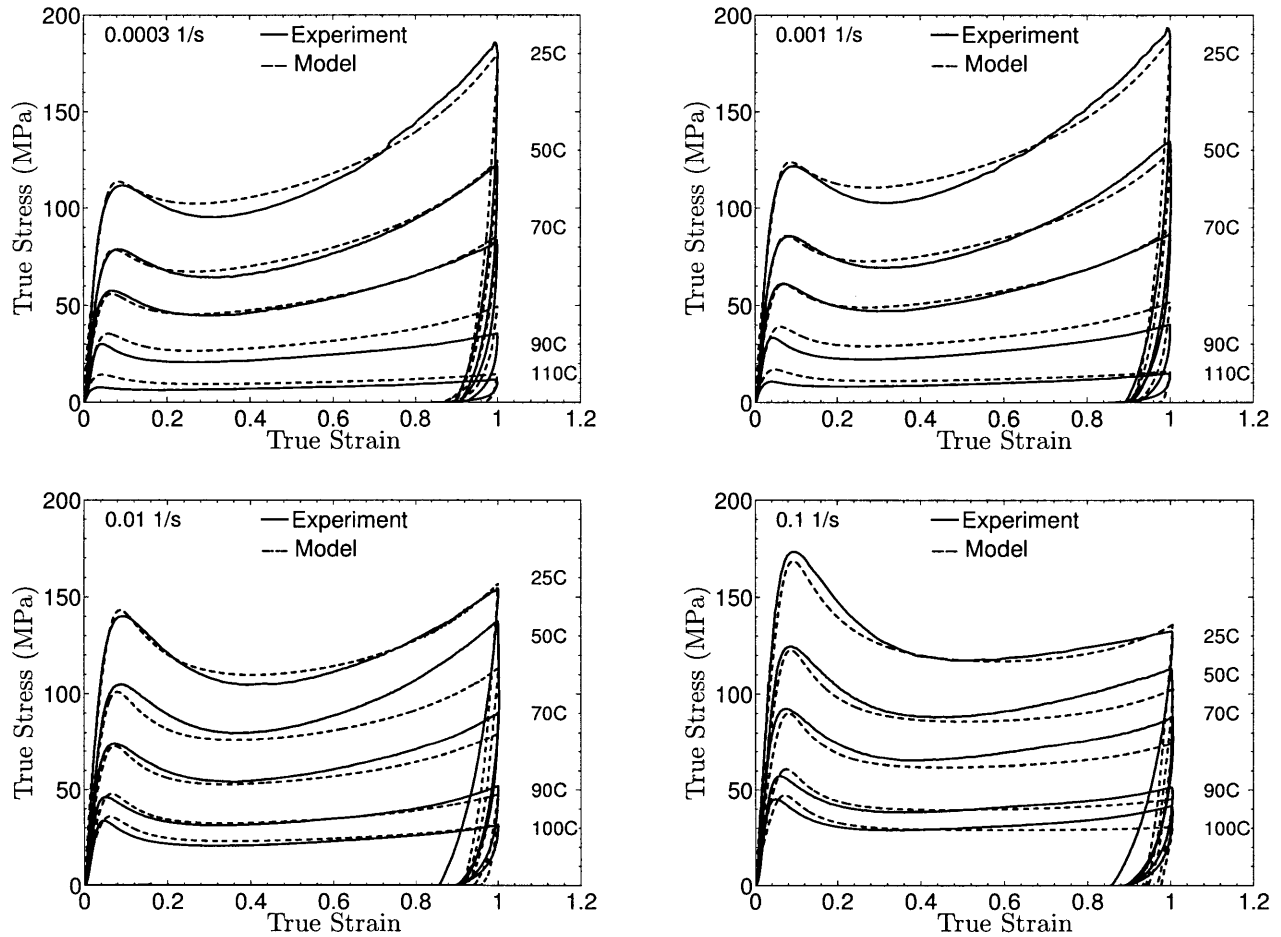 200
150
100
50
0
True Stress (MPa)
0.0003 1/s
Experiment
Model
25C
50C
70C
90C
110C
0 0.2 0.4 0.6 0.8 1 1.2
True Strain
200
150
100
50
0
True Stress (MPa)
0.001 1/s
Experiment
Model
25C
50C
70C
90C
110C
0 0.2 0.4 0.6 0.8 1 1.2
True Strain
200
150
100
50
0
True Stress (MPa)
0.01 1/s
Experiment
Model
25C
50C
70C
90C
100C
0 0.2 0.4 0.6 0.8 1 1.2
True Strain
200
150
100
50
0
True Stress (MPa)
0.1 1/s
Experiment
Model
25C
50C
70C
90C
100C
0 0.2 0.4 0.6 0.8 1 1.2
True Strain